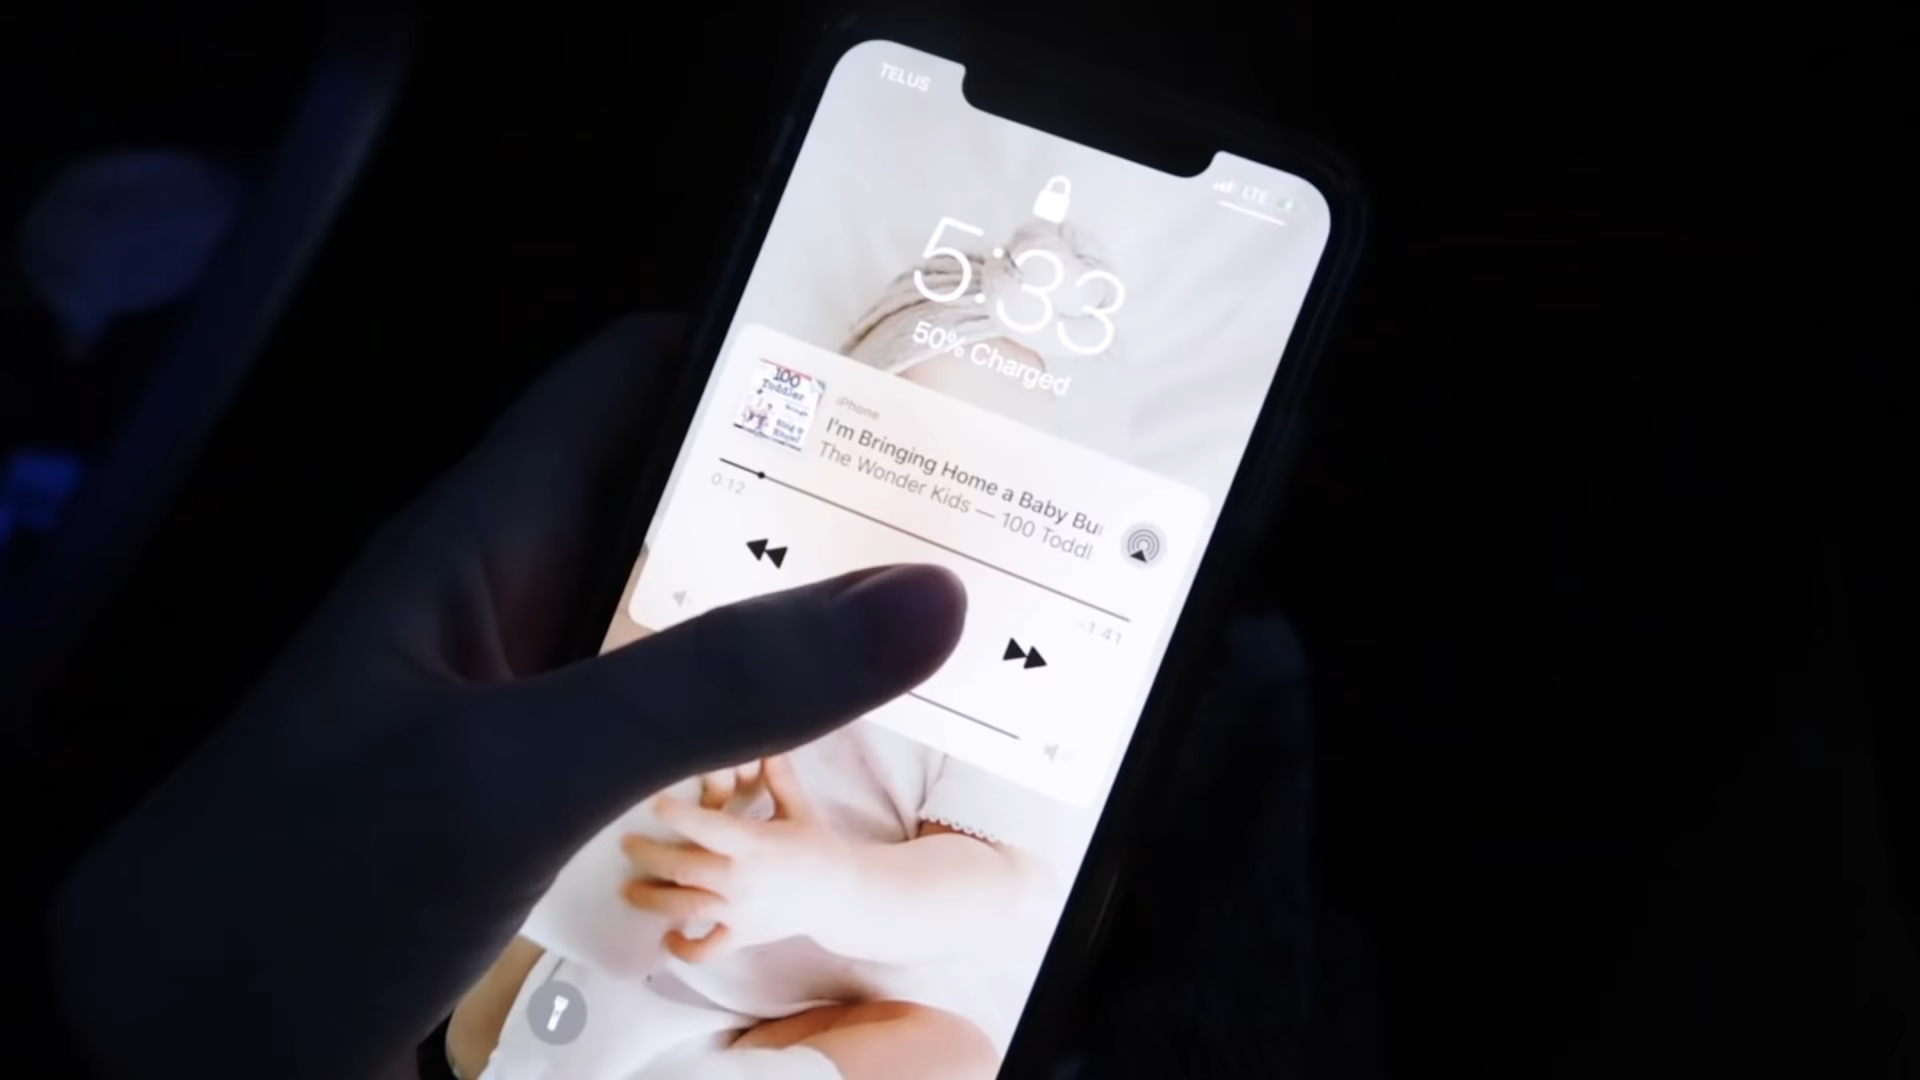 TELUS
LTE
5:33
50% Charged
100
Toddler
iPhone
I'm Bringing Home a Baby Bu
The Wonder Kids — 100 Toddl
0:12
-1:41